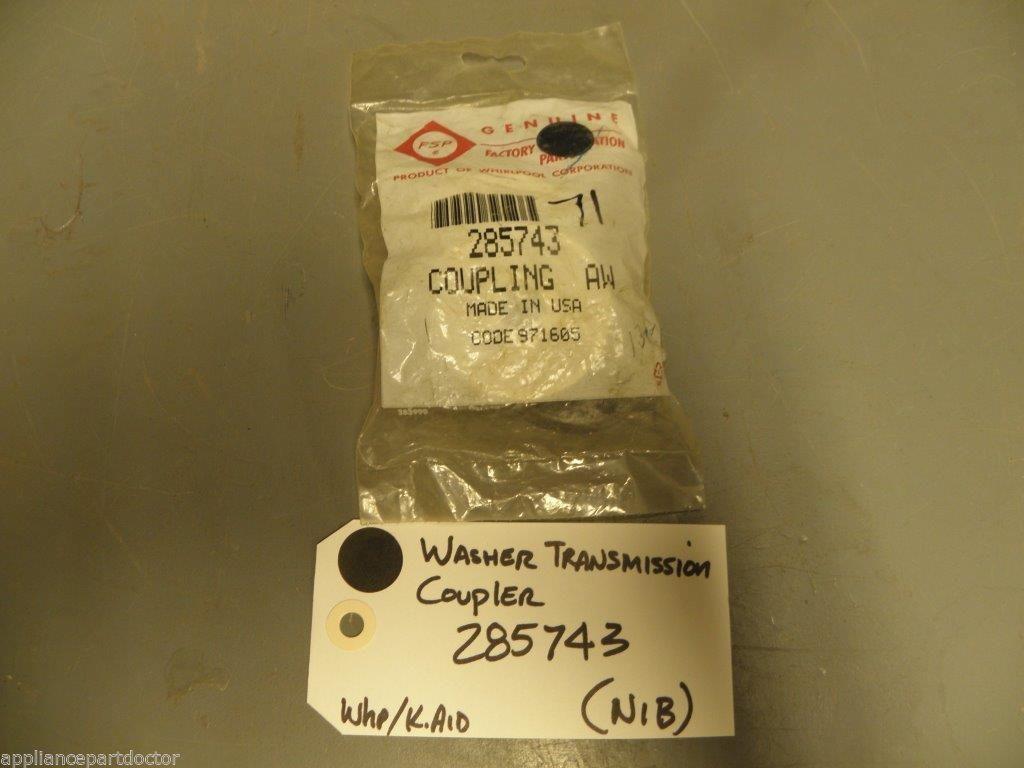 FSP
GENUINE
FACTORY
PRODUCT OF WHIRLPOOL CORPORATION
71
285743
COUPLING AW
MADE IN USA
CODE 971605
WASHER TRANSMISSION
COUPLER
285743
Whp/K.AID
(NIB)
appliancepartdoctor